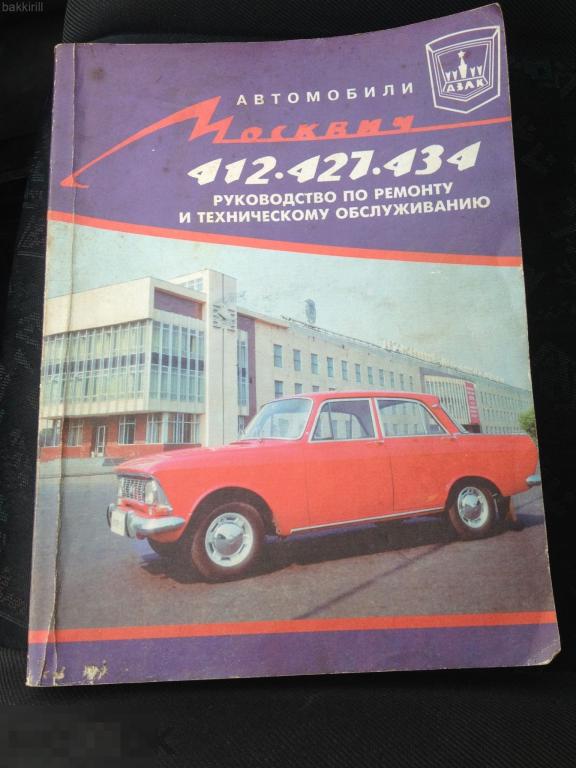 bakkirill
АВТОМОБИЛИ
АЗЛК
Москвич
412·427·434
РУКОВОДСТВО ПО РЕМОНТУ
И ТЕХНИЧЕСКОМУ ОБСЛУЖИВАНИЮ